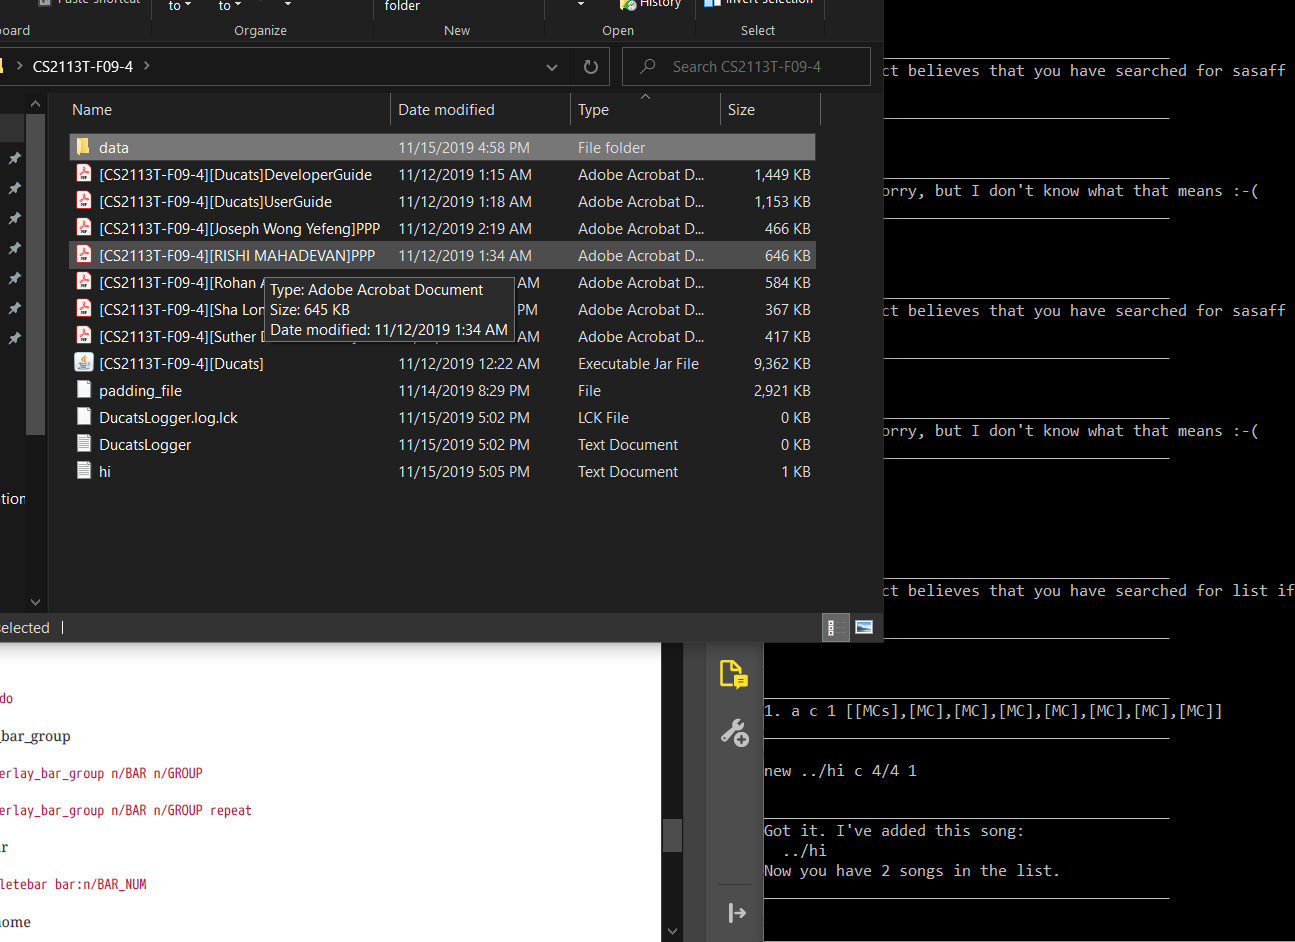 Paste shortcut
to
to
folder
History
Invert selection
oard
Organize
New
Open
Select
CS2113T-F09-4
Search CS2113T-F09-4
Name
Date modified
Type
Size
data 11/15/2019 4:58 PM File folder
[CS2113T-F09-4][Ducats]DeveloperGuide 11/12/2019 1:15 AM Adobe Acrobat D... 1,449 KB
[CS2113T-F09-4][Ducats]UserGuide 11/12/2019 1:18 AM Adobe Acrobat D... 1,153 KB
[CS2113T-F09-4][Joseph Wong Yefeng]PPP 11/12/2019 2:19 AM Adobe Acrobat D... 466 KB
[CS2113T-F09-4][RISHI MAHADEVAN]PPP 11/12/2019 1:34 AM Adobe Acrobat D... 646 KB
[CS2113T-F09-4][Rohan AM Adobe Acrobat D... 584 KB
[CS2113T-F09-4][Sha Lon PM Adobe Acrobat D... 367 KB
[CS2113T-F09-4][Suther AM Adobe Acrobat D... 417 KB
Type: Adobe Acrobat Document
Size: 645 KB
Date modified: 11/12/2019 1:34 AM
[CS2113T-F09-4][Ducats] 11/12/2019 12:22 AM Executable Jar File 9,362 KB
padding_file 11/14/2019 8:29 PM File 2,921 KB
DucatsLogger.log.lck 11/15/2019 5:02 PM LCK File 0 KB
DucatsLogger 11/15/2019 5:02 PM Text Document 0 KB
hi 11/15/2019 5:05 PM Text Document 1 KB
tion
elected
do
_bar_group
erlay_bar_group n/BAR n/GROUP
erlay_bar_group n/BAR n/GROUP repeat
r
letebar bar:n/BAR_NUM
ome
ct believes that you have searched for sasaff
orry, but I don't know what that means :-(
ct believes that you have searched for sasaff
orry, but I don't know what that means :-(
ct believes that you have searched for list if
1. a c 1 [[MCs],[MC],[MC],[MC],[MC],[MC],[MC],[MC]]
new ../hi c 4/4 1
Got it. I've added this song:
../hi
Now you have 2 songs in the list.